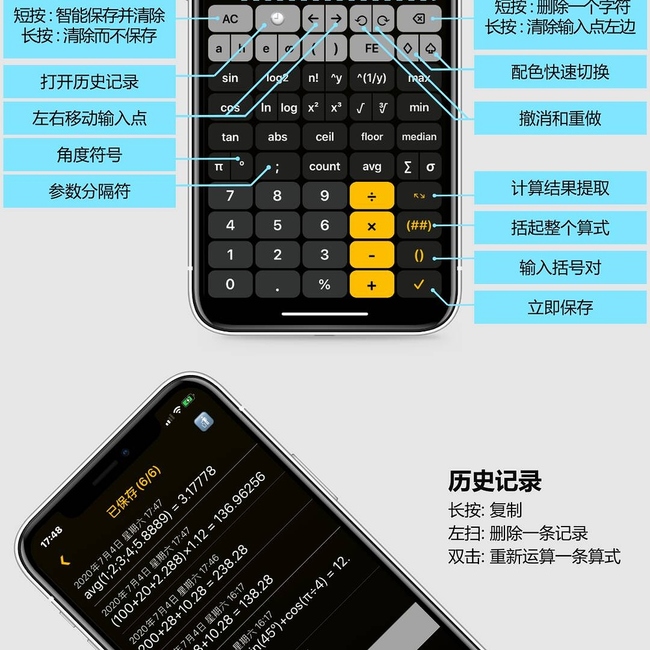 短按：智能保存并清除
长按：清除而不保存
打开历史记录
左右移动输入点
角度符号
参数分隔符
短按：删除一个字符
长按：清除输入点左边
配色快速切换
撤消和重做
计算结果提取
括起整个算式
输入括号对
立即保存
AC
a b e ( ) FE
sin log2 n! ^y ^(1/y) max
cos ln log x² x³ √ ∛ min
tan abs ceil floor median
π ° ; count avg ∑ σ
7 8 9 ÷
4 5 6 × (##)
1 2 3 - ()
0 . % + ✓
17:48
已保存 (6/6)
2020年7月4日 星期六 17:47
avg(1;2;3;4;5.8889) = 3.17778
2020年7月4日 星期六 17:47
(100+20+2.288)×1.12 = 136.96256
2020年7月4日 星期六 17:46
200+28+10.28 = 238.28
2020年7月4日 星期六 16:17
8+10.28 = 138.28
星期六 16:17
in(45°)+cos(π÷4) = 12.
历史记录
长按: 复制
左扫: 删除一条记录
双击: 重新运算一条算式